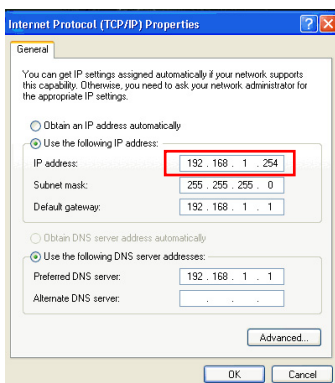 Internet Protocol (TCP/IP) Properties
General
You can get IP settings assigned automatically if your network supports
this capability. Otherwise, you need to ask your network administrator for
the appropriate IP settings.
Obtain an IP address automatically
Use the following IP address:
IP address: 192 . 168 . 1 . 254
Subnet mask: 255 . 255 . 255 . 0
Default gateway: 192 . 168 . 1 . 1
Obtain DNS server address automatically
Use the following DNS server addresses:
Preferred DNS server: 192 . 168 . 1 . 1
Alternate DNS server: . . .
Advanced...
OK Cancel